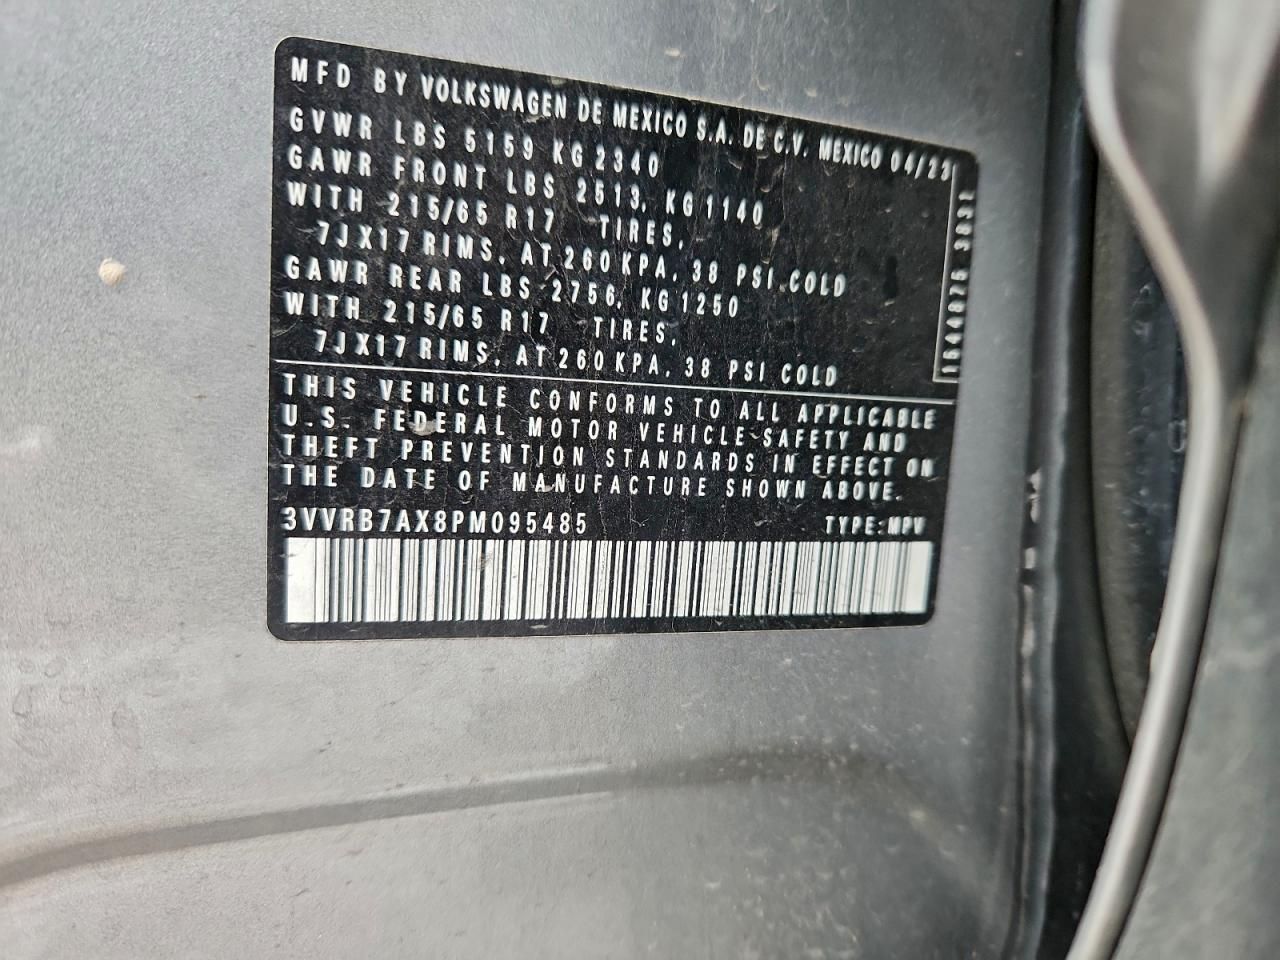 MFD BY VOLKSWAGEN DE MEXICO S.A. DE C.V. MEXICO 04/23
GVWR LBS 5159 KG 2340
GAWR FRONT LBS 2513, KG 1140
WITH 215/65 R17 TIRES,
7JX17 RIMS, AT 260 KPA, 38 PSI COLD
GAWR REAR LBS 2756, KG 1250
WITH 215/65 R17 TIRES,
7JX17 RIMS, AT 260 KPA, 38 PSI COLD
THIS VEHICLE CONFORMS TO ALL APPLICABLE
U.S. FEDERAL MOTOR VEHICLE SAFETY AND
THEFT PREVENTION STANDARDS IN EFFECT ON
THE DATE OF MANUFACTURE SHOWN ABOVE.
3VVRB7AX8PM095485 TYPE:MPV